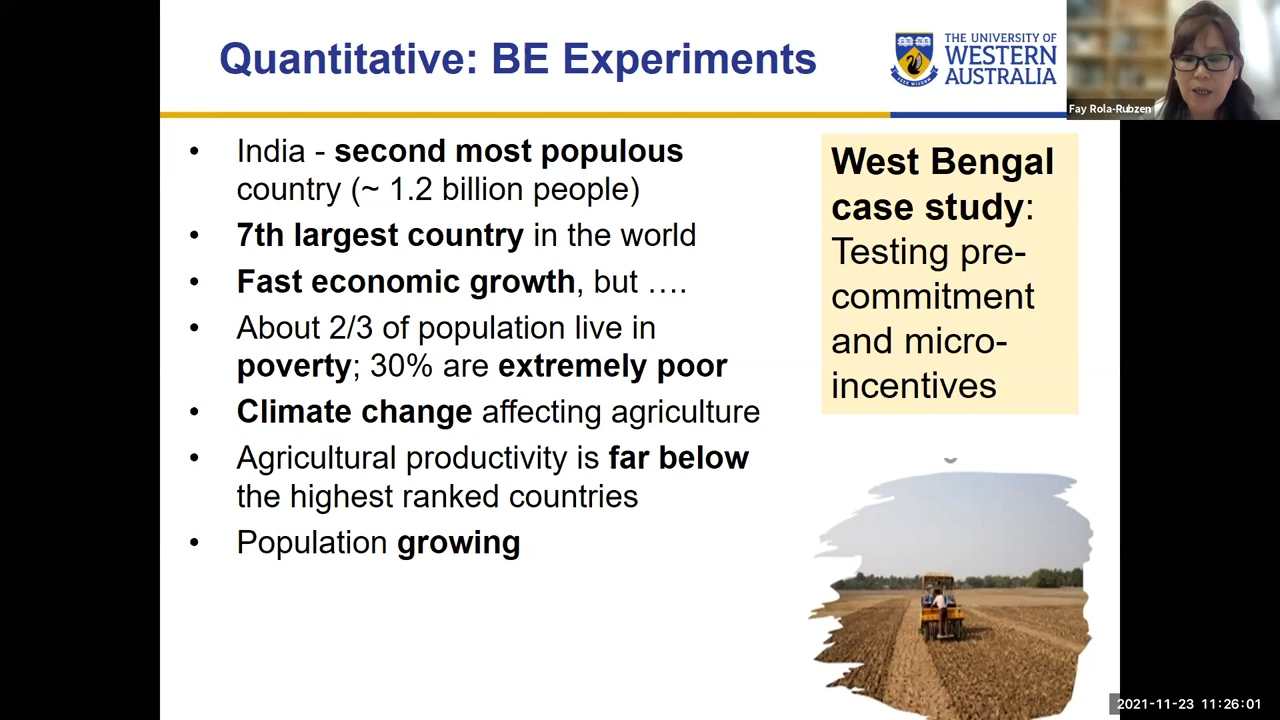 Quantitative: BE Experiments
THE UNIVERSITY OF
WESTERN
AUSTRALIA
Fay Rola-Rubzen
• India - second most populous
country (~ 1.2 billion people)
• 7th largest country in the world
• Fast economic growth, but ….
• About 2/3 of population live in
poverty; 30% are extremely poor
• Climate change affecting agriculture
• Agricultural productivity is far below
the highest ranked countries
• Population growing
West Bengal
case study:
Testing pre-
commitment
and micro-
incentives
2021-11-23 11:26:01